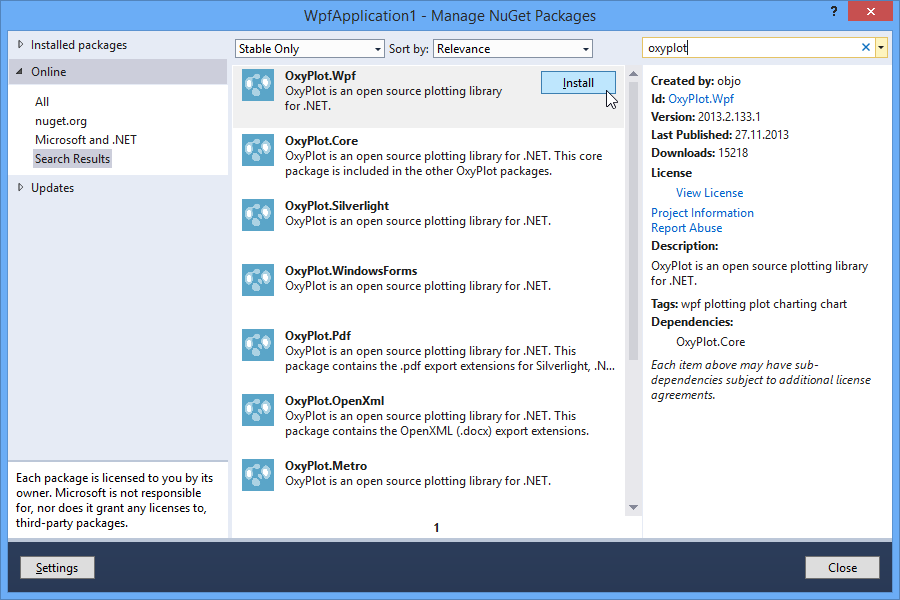 WpfApplication1 - Manage NuGet Packages
?
Installed packages
Online
All
nuget.org
Microsoft and .NET
Search Results
Updates
Each package is licensed to you by its
owner. Microsoft is not responsible
for, nor does it grant any licenses to,
third-party packages.
Stable Only
Sort by:
Relevance
OxyPlot.Wpf
OxyPlot is an open source plotting library
for .NET.
Install
OxyPlot.Core
OxyPlot is an open source plotting library for .NET. This core
package is included in the other OxyPlot packages.
OxyPlot.Silverlight
OxyPlot is an open source plotting library for .NET.
OxyPlot.WindowsForms
OxyPlot is an open source plotting library for .NET.
OxyPlot.Pdf
OxyPlot is an open source plotting library for .NET. This
package contains the .pdf export extensions for Silverlight, .N...
OxyPlot.OpenXml
OxyPlot is an open source plotting library for .NET. This
package contains the OpenXML (.docx) export extensions.
OxyPlot.Metro
OxyPlot is an open source plotting library for .NET.
1
oxyplot
Created by: objo
Id: OxyPlot.Wpf
Version: 2013.2.133.1
Last Published: 27.11.2013
Downloads: 15218
License
View License
Project Information
Report Abuse
Description:
OxyPlot is an open source plotting library
for .NET.
Tags: wpf plotting plot charting chart
Dependencies:
OxyPlot.Core
Each item above may have sub-
dependencies subject to additional license
agreements.
Settings
Close